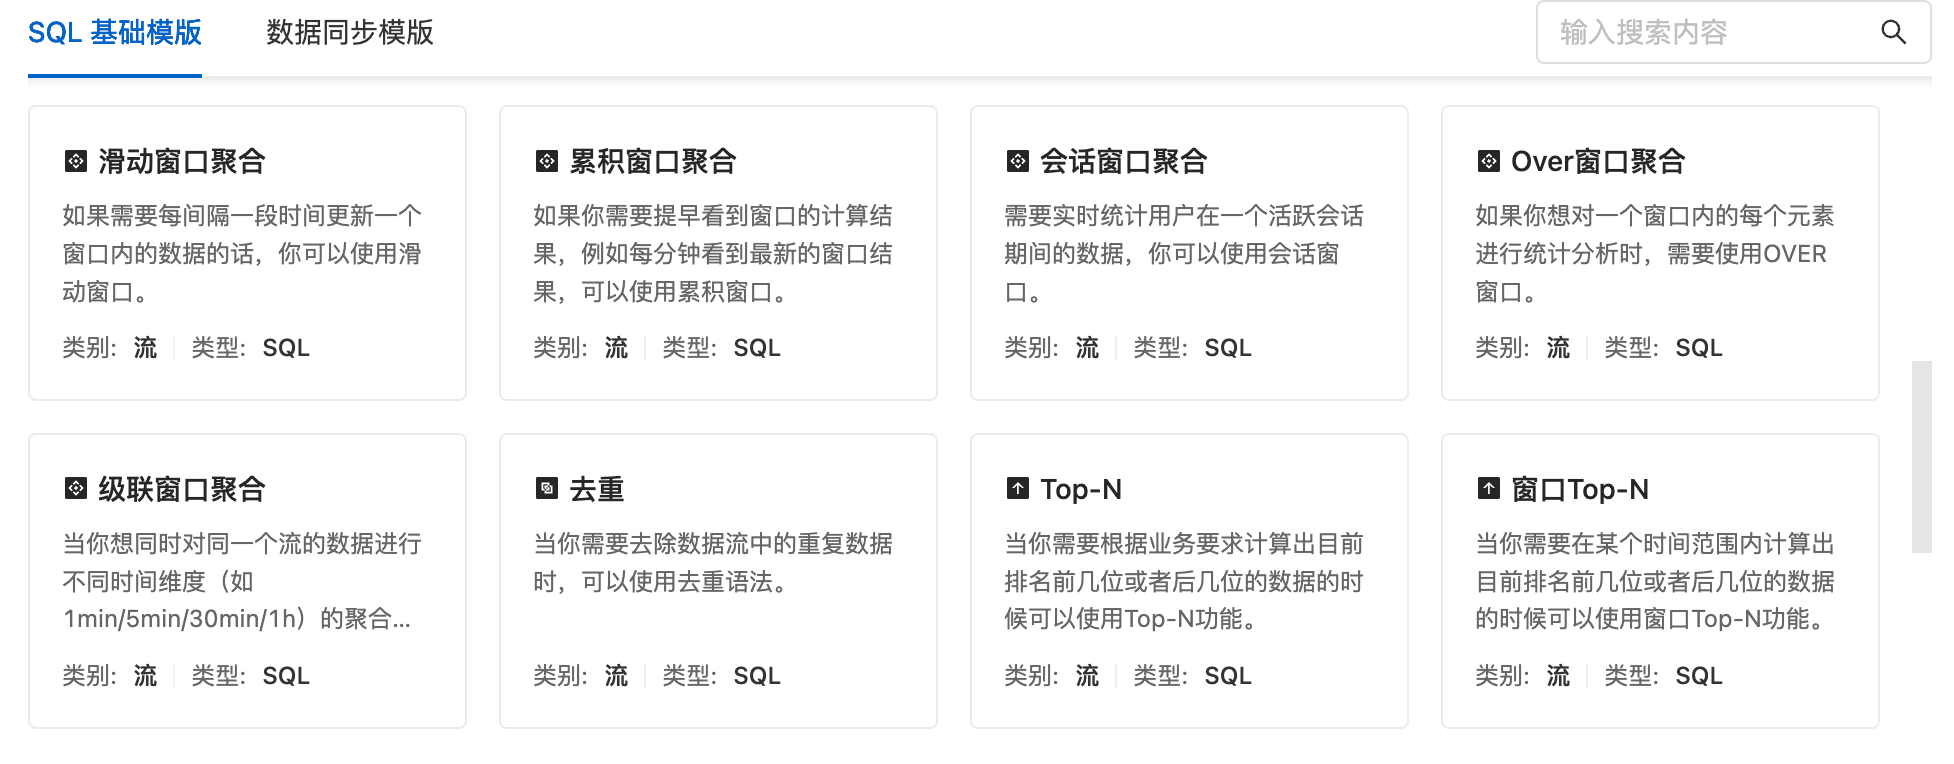 SQL 基础模版
数据同步模版
输入搜索内容
滑动窗口聚合
如果需要每间隔一段时间更新一个
窗口内的数据的话，你可以使用滑
动窗口。
类别: 流 类型: SQL
累积窗口聚合
如果你需要提早看到窗口的计算结
果，例如每分钟看到最新的窗口结
果，可以使用累积窗口。
类别: 流 类型: SQL
会话窗口聚合
需要实时统计用户在一个活跃会话
期间的数据，你可以使用会话窗
口。
类别: 流 类型: SQL
Over窗口聚合
如果你想对一个窗口内的每个元素
进行统计分析时，需要使用OVER
窗口。
类别: 流 类型: SQL
级联窗口聚合
当你想同时对同一个流的数据进行
不同时间维度（如
1min/5min/30min/1h）的聚合...
类别: 流 类型: SQL
去重
当你需要去除数据流中的重复数据
时，可以使用去重语法。
类别: 流 类型: SQL
Top-N
当你需要根据业务要求计算出目前
排名前几位或者后几位的数据的时
候可以使用Top-N功能。
类别: 流 类型: SQL
窗口Top-N
当你需要在某个时间范围内计算出
目前排名前几位或者后几位的数据
的时候可以使用窗口Top-N功能。
类别: 流 类型: SQL